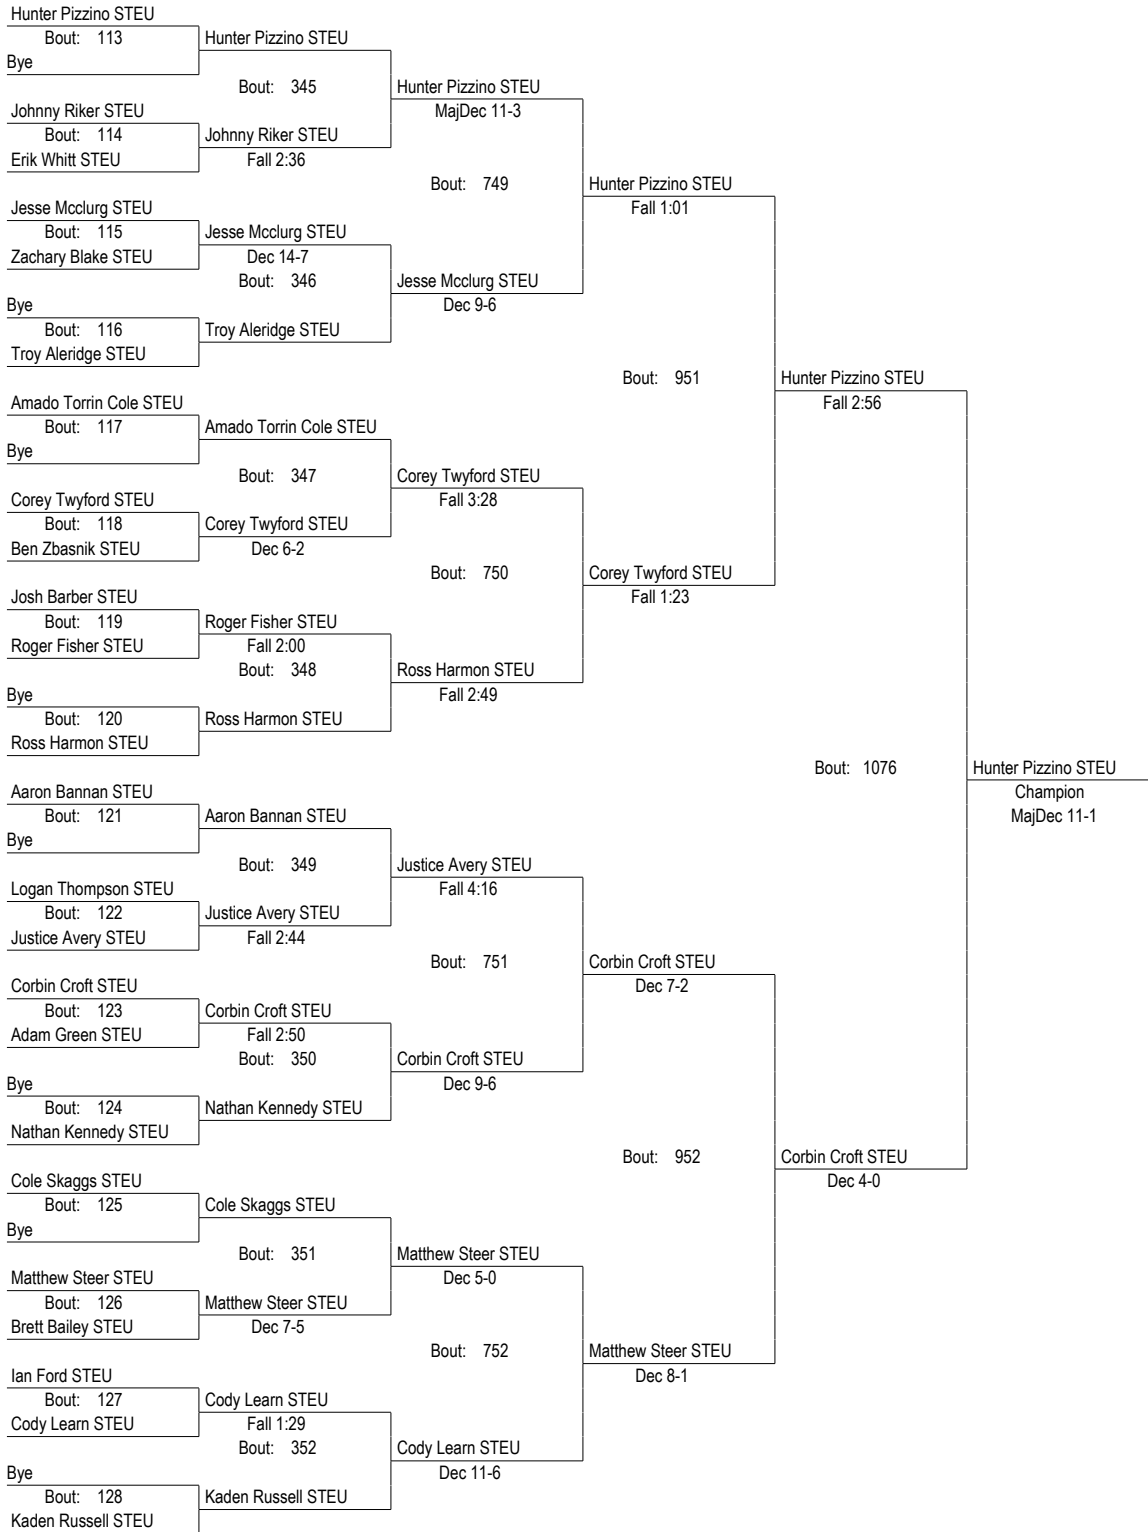 Hunter Pizzino STEU
Bout: 113
Hunter Pizzino STEU
Bye
Bout: 345
Hunter Pizzino STEU
Johnny Riker STEU
MajDec 11-3
Bout: 114
Johnny Riker STEU
Erik Whitt STEU
Fall 2:36
Bout: 749
Hunter Pizzino STEU
Jesse Mcclurg STEU
Fall 1:01
Bout: 115
Jesse Mcclurg STEU
Zachary Blake STEU
Dec 14-7
Bout: 346
Jesse Mcclurg STEU
Bye
Dec 9-6
Bout: 116
Troy Aleridge STEU
Troy Aleridge STEU
Bout: 951
Hunter Pizzino STEU
Amado Torrin Cole STEU
Fall 2:56
Bout: 117
Amado Torrin Cole STEU
Bye
Bout: 347
Corey Twyford STEU
Corey Twyford STEU
Fall 3:28
Bout: 118
Corey Twyford STEU
Ben Zbasnik STEU
Dec 6-2
Bout: 750
Corey Twyford STEU
Josh Barber STEU
Fall 1:23
Bout: 119
Roger Fisher STEU
Roger Fisher STEU
Fall 2:00
Bout: 348
Ross Harmon STEU
Bye
Fall 2:49
Bout: 120
Ross Harmon STEU
Ross Harmon STEU
Bout: 1076
Hunter Pizzino STEU
Aaron Bannan STEU
Champion
Bout: 121
Aaron Bannan STEU
MajDec 11-1
Bye
Bout: 349
Justice Avery STEU
Logan Thompson STEU
Fall 4:16
Bout: 122
Justice Avery STEU
Justice Avery STEU
Fall 2:44
Bout: 751
Corbin Croft STEU
Corbin Croft STEU
Dec 7-2
Bout: 123
Corbin Croft STEU
Adam Green STEU
Fall 2:50
Bout: 350
Corbin Croft STEU
Bye
Dec 9-6
Bout: 124
Nathan Kennedy STEU
Nathan Kennedy STEU
Bout: 952
Corbin Croft STEU
Cole Skaggs STEU
Dec 4-0
Bout: 125
Cole Skaggs STEU
Bye
Bout: 351
Matthew Steer STEU
Matthew Steer STEU
Dec 5-0
Bout: 126
Matthew Steer STEU
Brett Bailey STEU
Dec 7-5
Bout: 752
Matthew Steer STEU
Ian Ford STEU
Dec 8-1
Bout: 127
Cody Learn STEU
Cody Learn STEU
Fall 1:29
Bout: 352
Cody Learn STEU
Bye
Dec 11-6
Bout: 128
Kaden Russell STEU
Kaden Russell STEU